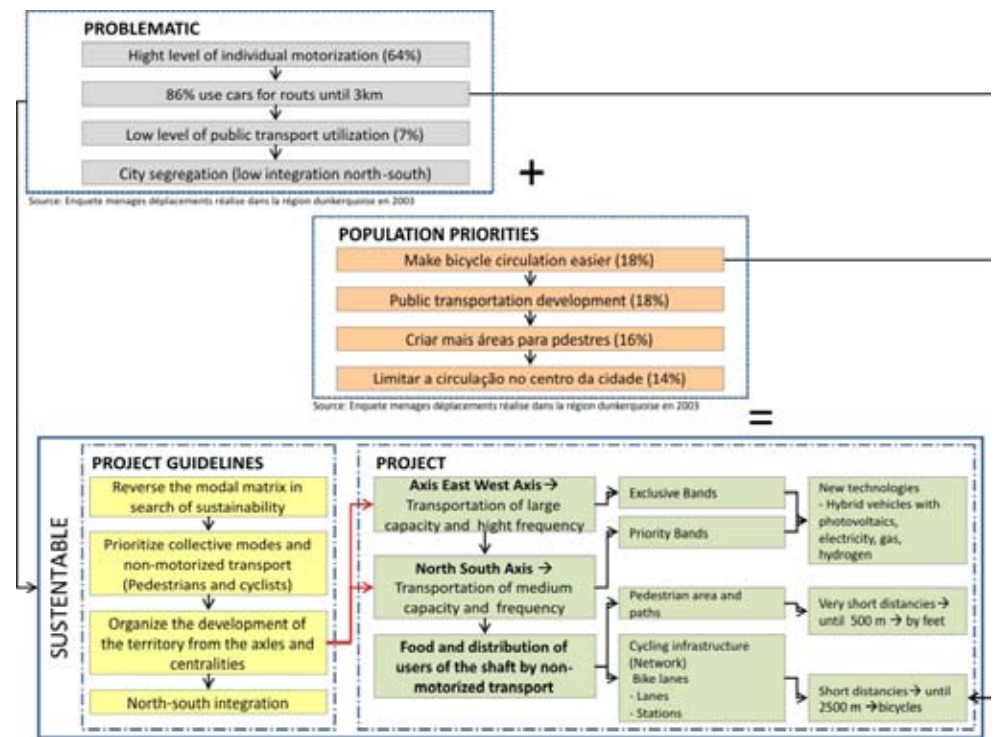 PROBLEMATIC
Hight level of individual motorization (64%)
86% use cars for routs until 3km
Low level of public transport utilization (7%)
City segregation (low integration north-south)
Source: Enquete menages déplacements réalise dans la région dunkerquoise en 2003
+
POPULATION PRIORITIES
Make bicycle circulation easier (18%)
Public transportation development (18%)
Criar mais áreas para pdestres (16%)
Limitar a circulação no centro da cidade (14%)
Source: Enquete menages déplacements réalise dans la région dunkerquoise en 2003
=
SUSTENTABLE
PROJECT GUIDELINES
Reverse the modal matrix in
search of sustainability
Prioritize collective modes and
non-motorized transport
(Pedestrians and cyclists)
Organize the development of
the territory from the axles and
centralities
North-south integration
PROJECT
Axis East West Axis →
Transportation of large
capacity and hight frequency
North South Axis →
Transportation of medium
capacity and frequency
Food and distribution of
users of the shaft by non-
motorized transport
Exclusive Bands
Priority Bands
Pedestrian area and
paths
Cycling infrastructure
(Network)
Bike lanes
- Lanes
- Stations
New technologies
- Hybrid vehicles with
photovoltaics,
electricity, gas,
hydrogen
Very short distancies →
until 500 m → by feet
Short distancies → until
2500 m → bicycles